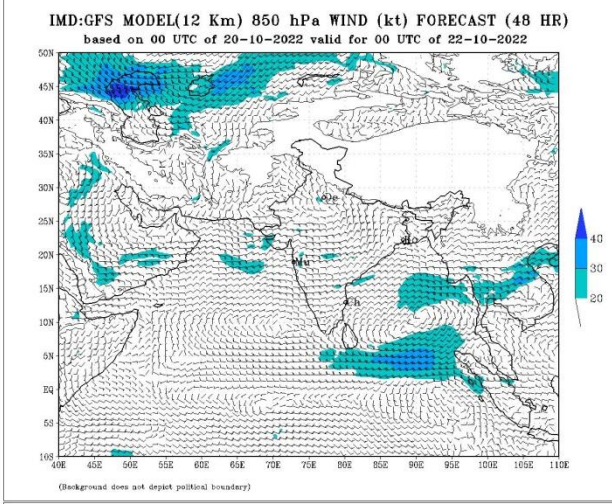 IMD:GFS MODEL(12 Km) 850 hPa WIND (kt) FORECAST (48 HR)
based on 00 UTC of 20-10-2022 valid for 00 UTC of 22-10-2022
50N
45N
40N
35N
30N
25N
20N
15N
10N
5N
EQ
5S
10S
40E 45E 50E 55E 60E 65E 70E 75E 80E 85E 90E 95E 100E 105E 110E
40
30
20
(Background does not depict political boundary)